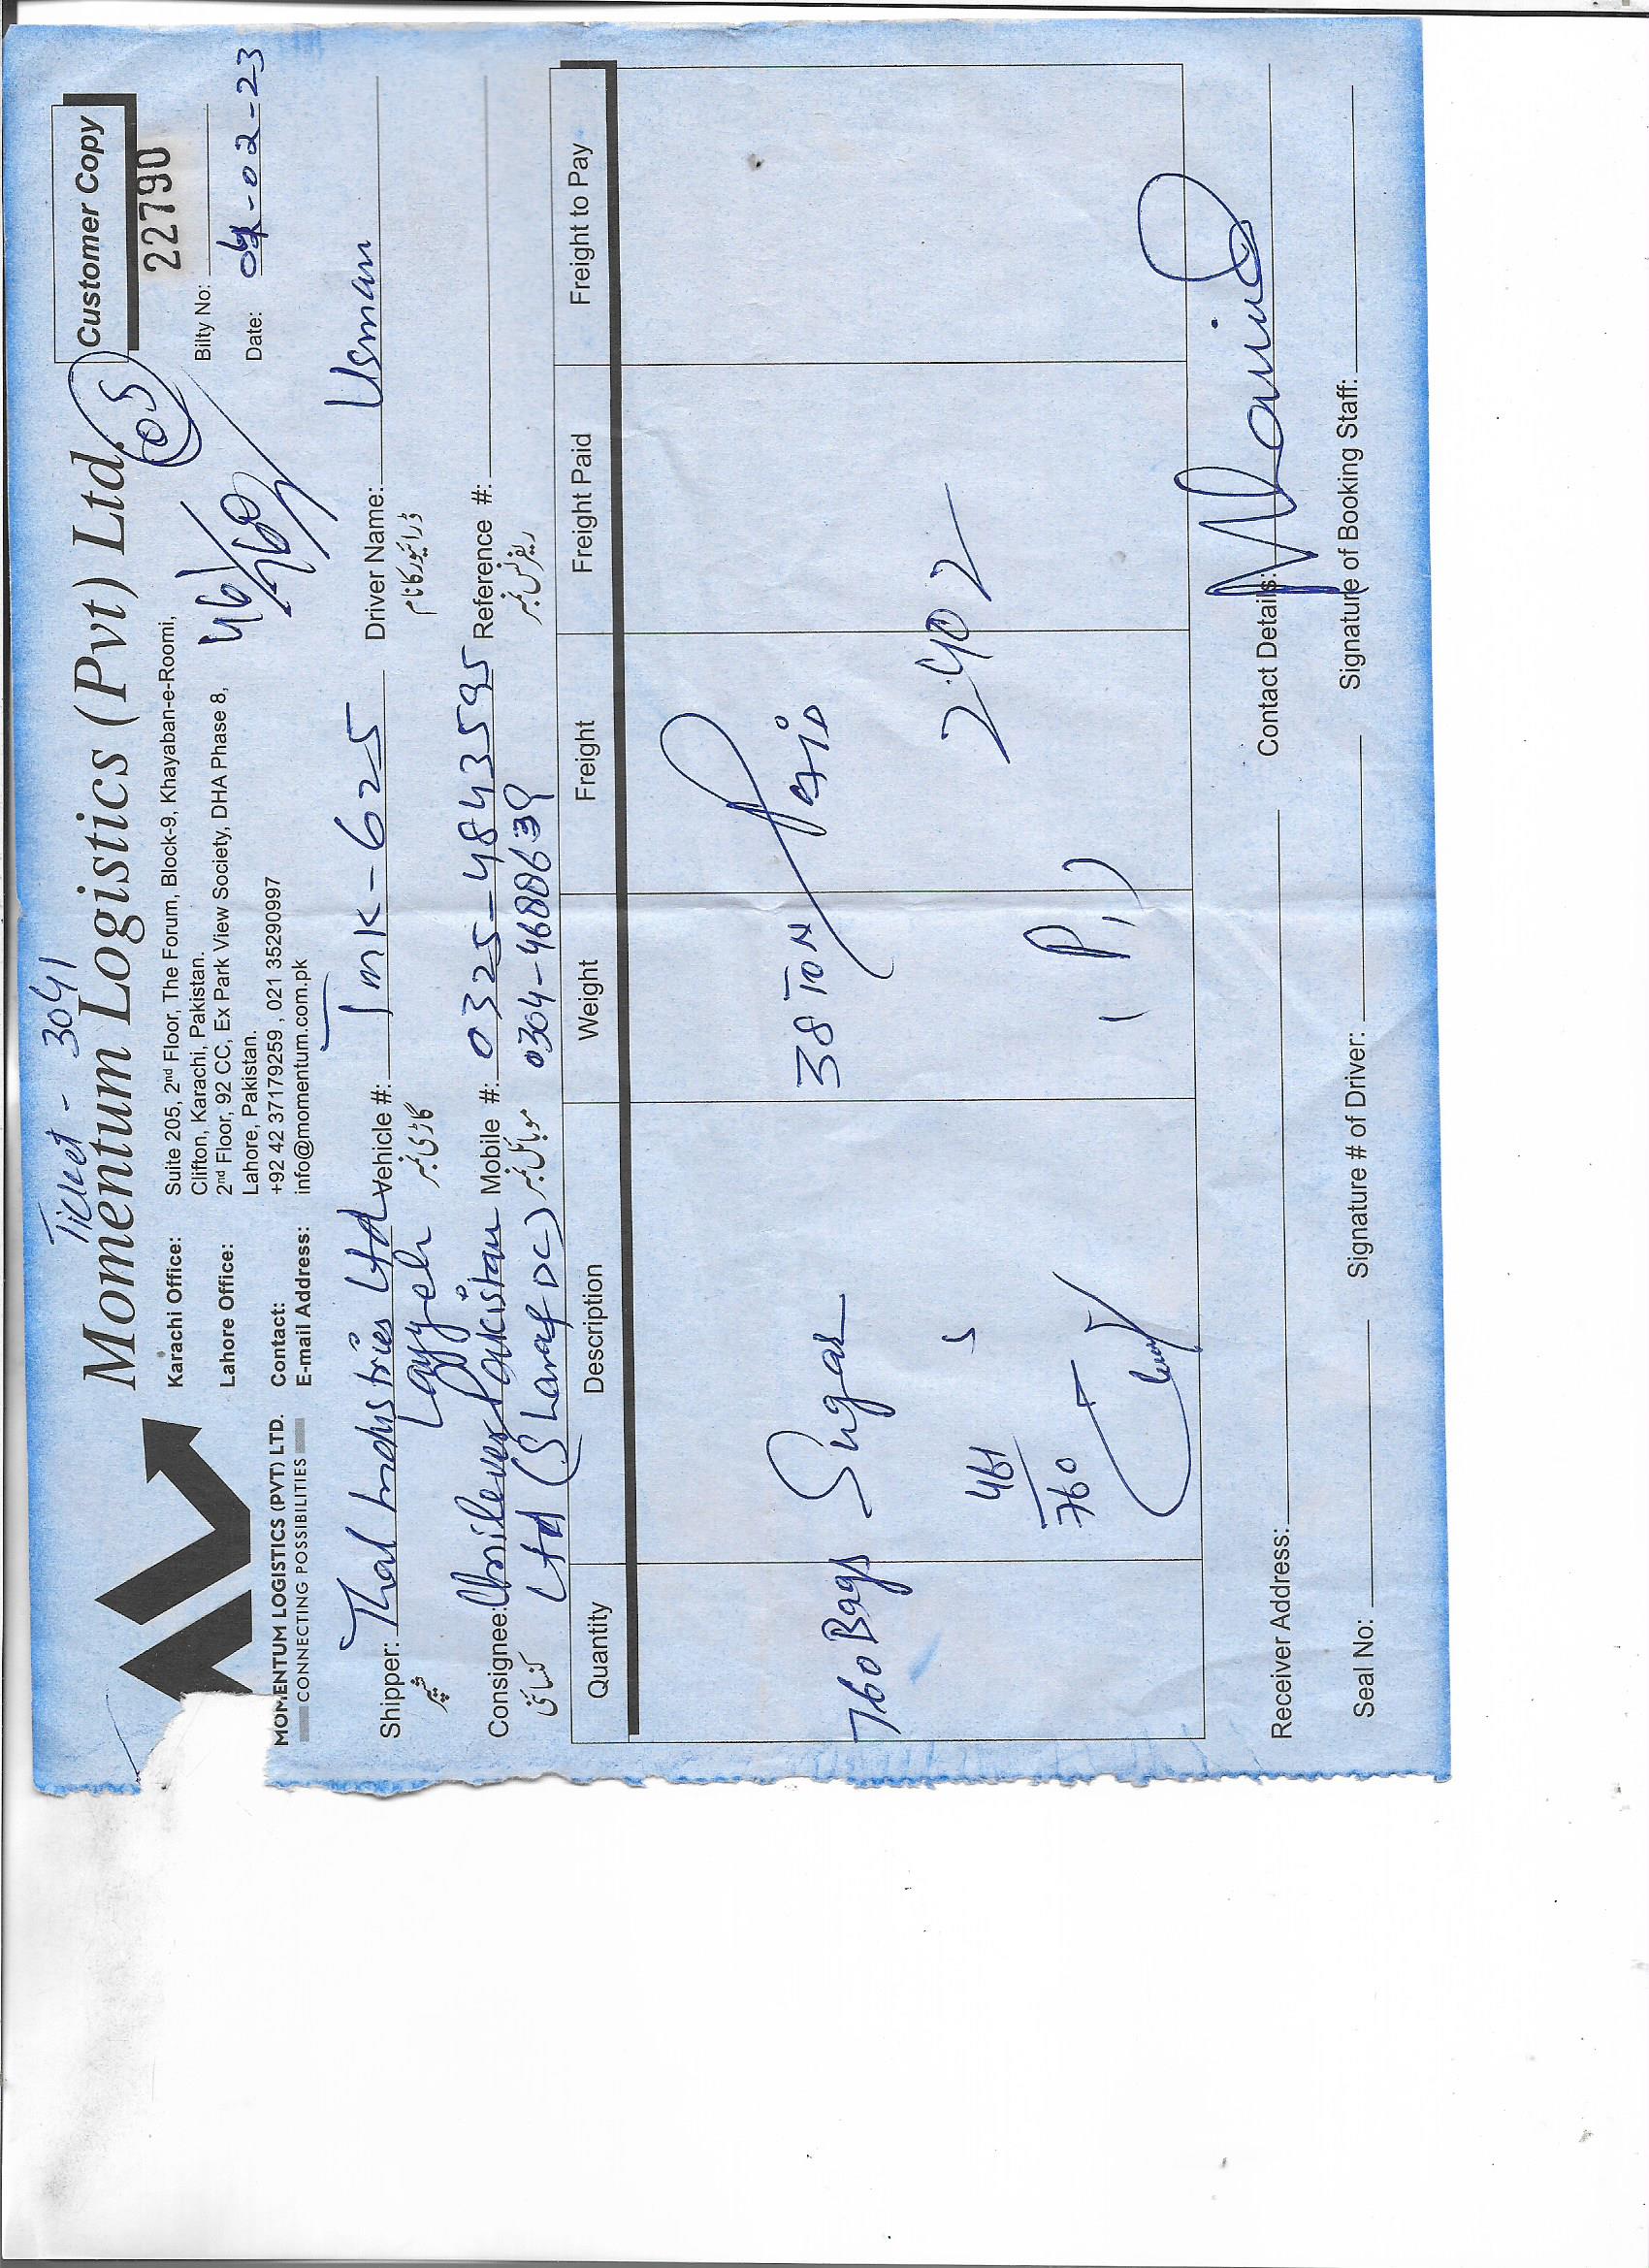 Ticket - 3041
Momentum Logistics (Pvt) Ltd.
Customer Copy
05
22790
Karachi Office: Suite 205, 2nd Floor, The Forum, Block-9, Khayaban-e-Roomi,
Clifton, Karachi, Pakistan.
Lahore Office: 2nd Floor, 92 CC, Ex Park View Society, DHA Phase 8,
Lahore, Pakistan.
Contact: +92 42 37179259 , 021 35290997
E-mail Address: info@momentum.com.pk
461/760
Bilty No:
Date: -02-23
MOMENTUM LOGISTICS (PVT) LTD.
CONNECTING POSSIBILITIES
Shipper: Thal Industries Ltd Vehicle #: TMK-625 Driver Name: Usman
شپر Layyah گاڑی نمبر ڈرائیور کا نام
Consignee: Unilever Pakistan Mobile #: 0325-4843595 Reference #:
کنسائی Ltd (Sharaf DC) موبائل نمبر 0304-4688639 ریفرنس نمبر
Quantity Description Weight Freight Freight Paid Freight to Pay
760 Bags Sugar 38 TON Paid
461 5 2402
760
(P,)
Receiver Address: Contact Details:
Seal No: Signature # of Driver: Signature of Booking Staff: